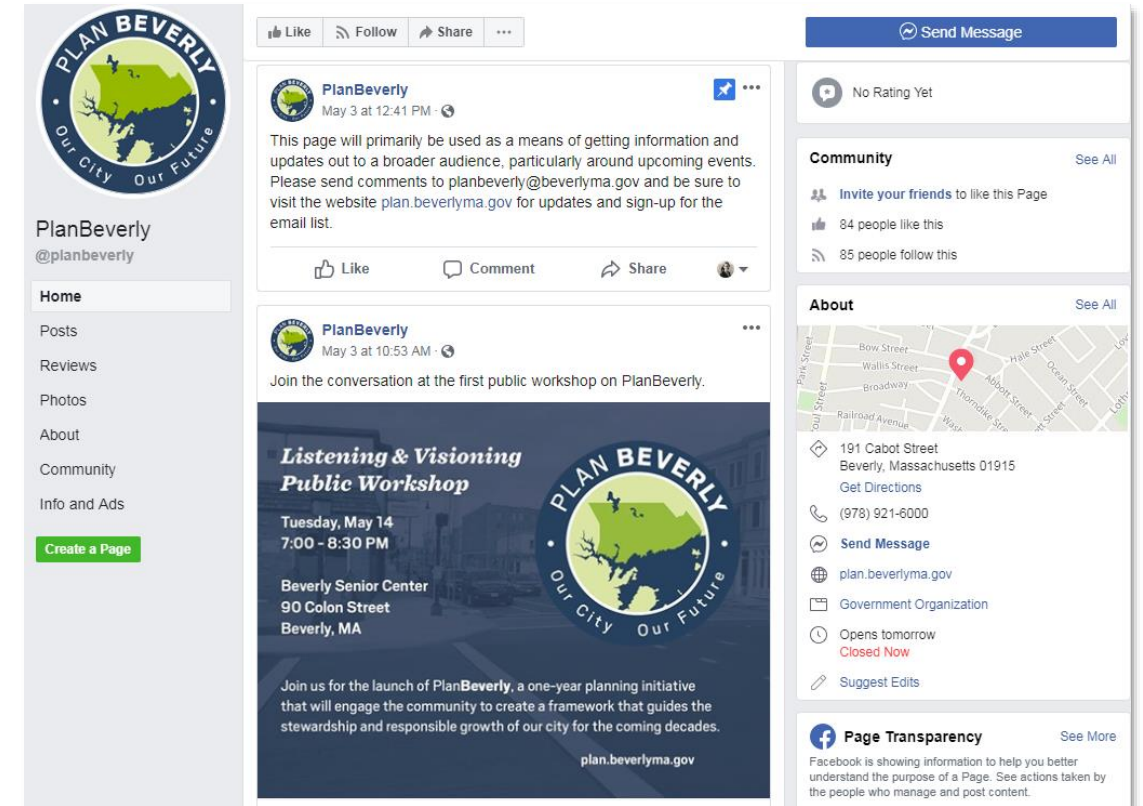 PLAN BEVERLY
Our City Our Future
PlanBeverly
@planbeverly
Home
Posts
Reviews
Photos
About
Community
Info and Ads
Create a Page
Like Follow Share ...
PlanBeverly
May 3 at 12:41 PM ·
This page will primarily be used as a means of getting information and
updates out to a broader audience, particularly around upcoming events.
Please send comments to planbeverly@beverlyma.gov and be sure to
visit the website plan.beverlyma.gov for updates and sign-up for the
email list.
Like Comment Share
PlanBeverly
May 3 at 10:53 AM ·
Join the conversation at the first public workshop on PlanBeverly.
Listening & Visioning
Public Workshop
Tuesday, May 14
7:00 - 8:30 PM
Beverly Senior Center
90 Colon Street
Beverly, MA
PLAN BEVERLY
Our City Our Future
Join us for the launch of PlanBeverly, a one-year planning initiative
that will engage the community to create a framework that guides the
stewardship and responsible growth of our city for the coming decades.
plan.beverlyma.gov
Send Message
No Rating Yet
Community See All
Invite your friends to like this Page
84 people like this
85 people follow this
About See All
Park Street
Bow Street
Wallis Street
Broadway
Railroad Avenue
Hale Street
Abbott Street
Ocean Street
Thorndike
191 Cabot Street
Beverly, Massachusetts 01915
Get Directions
(978) 921-6000
Send Message
plan.beverlyma.gov
Government Organization
Opens tomorrow
Closed Now
Suggest Edits
Page Transparency See More
Facebook is showing information to help you better
understand the purpose of a Page. See actions taken by
the people who manage and post content.